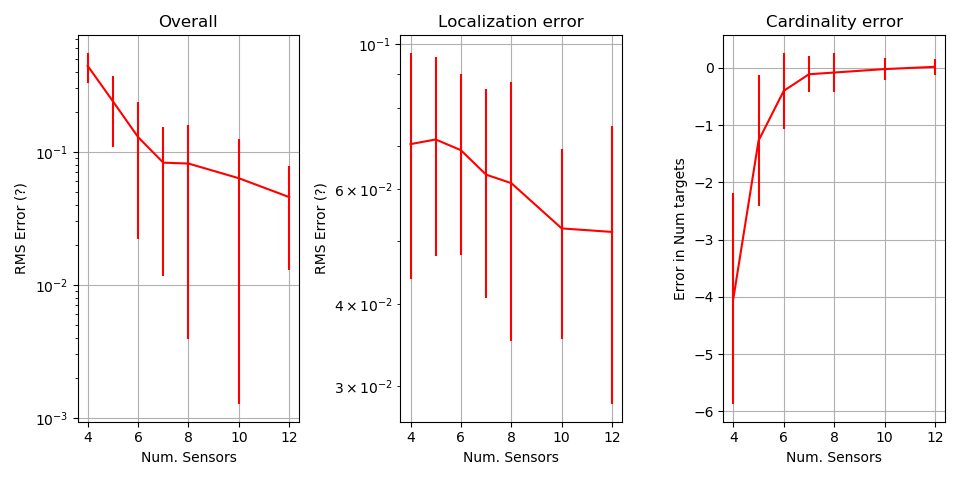 Overall
Localization error
Cardinality error
RMS Error (?)
10⁻¹
10⁻²
10⁻³
4 6 8 10 12
Num. Sensors
RMS Error (?)
10⁻¹
6 × 10⁻²
4 × 10⁻²
3 × 10⁻²
4 6 8 10 12
Num. Sensors
Error in Num targets
0
−1
−2
−3
−4
−5
−6
4 6 8 10 12
Num. Sensors